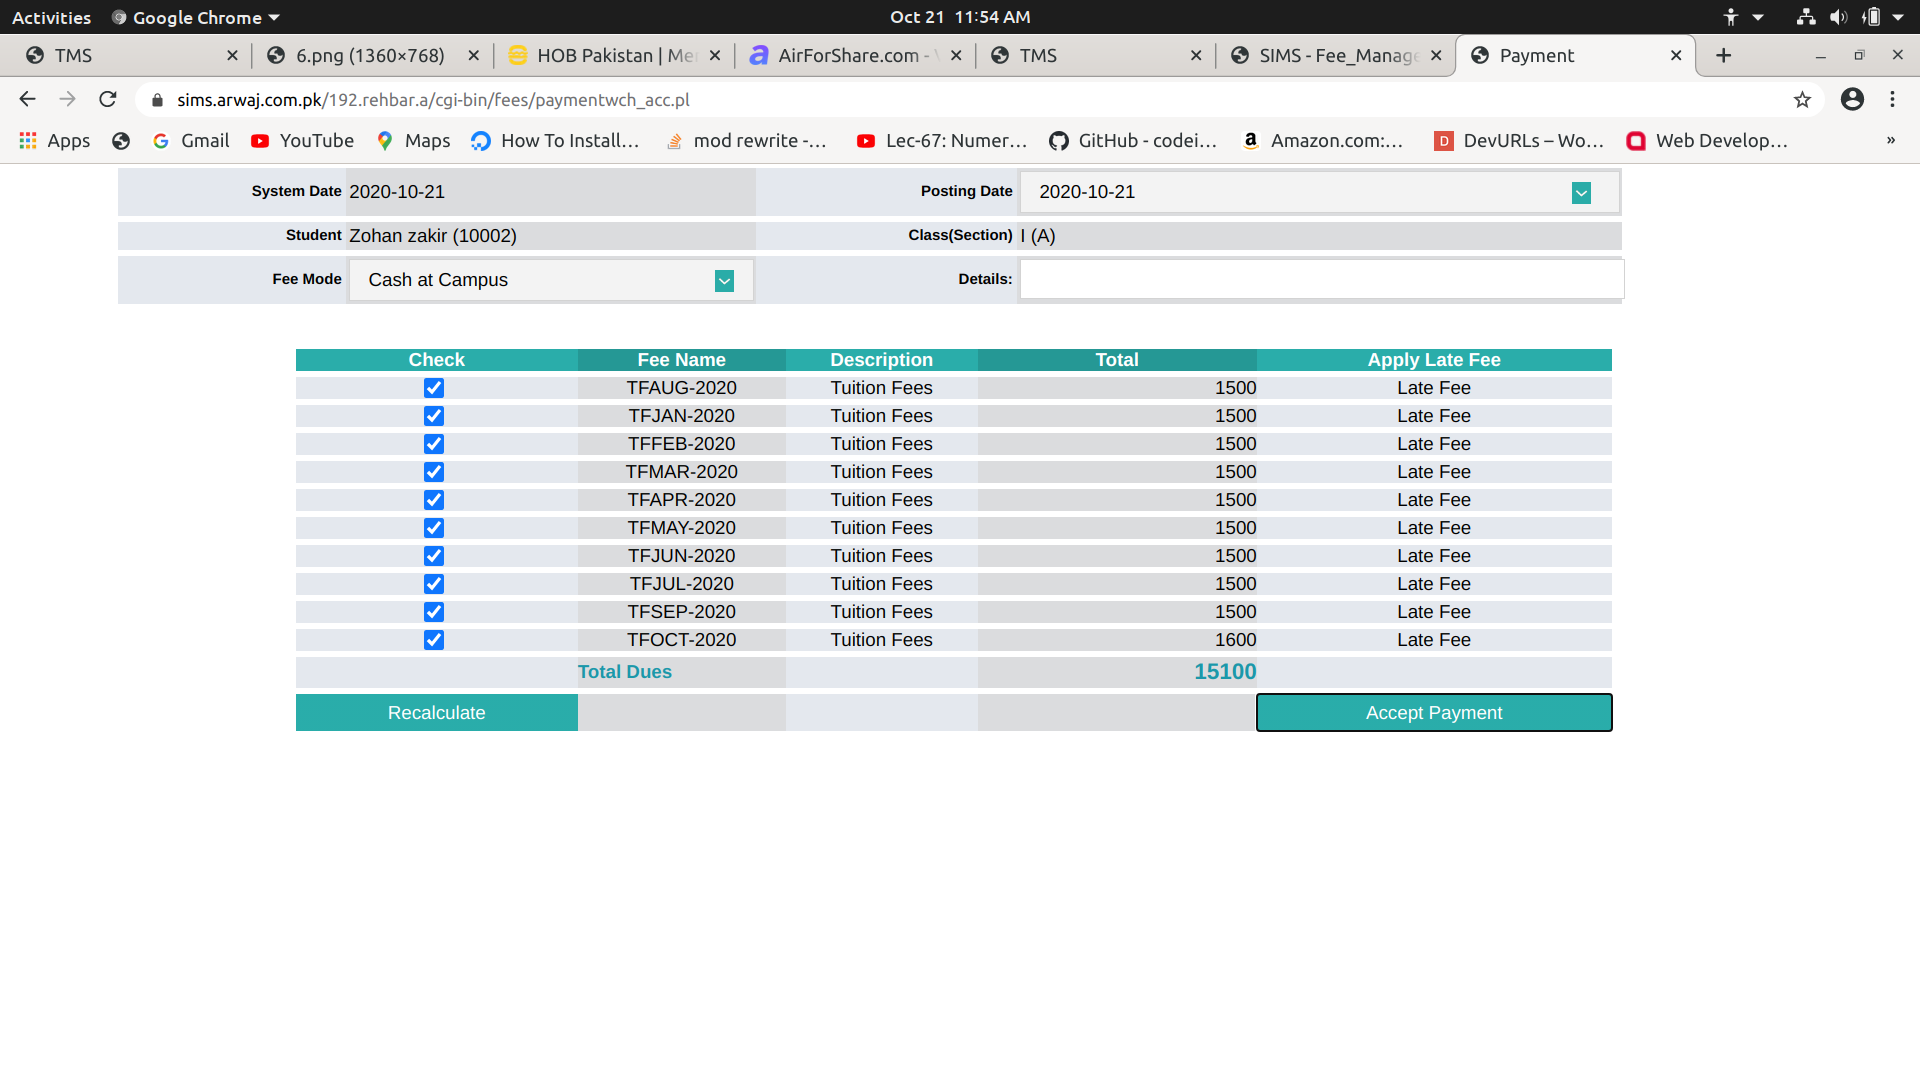 Activities Google Chrome Oct 21 11:54 AM
TMS 6.png (1360×768) HOB Pakistan | Me AirForShare.com - TMS SIMS - Fee_Manage Payment
sims.arwaj.com.pk/192.rehbar.a/cgi-bin/fees/paymentwch_acc.pl
Apps Gmail YouTube Maps How To Install... mod rewrite -... Lec-67: Numer... GitHub - codei... Amazon.com:... DevURLs – Wo... Web Develop... »
System Date 2020-10-21 Posting Date 2020-10-21
Student Zohan zakir (10002) Class(Section) I (A)
Fee Mode Cash at Campus Details:
Check Fee Name Description Total Apply Late Fee
TFAUG-2020 Tuition Fees 1500 Late Fee
TFJAN-2020 Tuition Fees 1500 Late Fee
TFFEB-2020 Tuition Fees 1500 Late Fee
TFMAR-2020 Tuition Fees 1500 Late Fee
TFAPR-2020 Tuition Fees 1500 Late Fee
TFMAY-2020 Tuition Fees 1500 Late Fee
TFJUN-2020 Tuition Fees 1500 Late Fee
TFJUL-2020 Tuition Fees 1500 Late Fee
TFSEP-2020 Tuition Fees 1500 Late Fee
TFOCT-2020 Tuition Fees 1600 Late Fee
Total Dues 15100
Recalculate Accept Payment